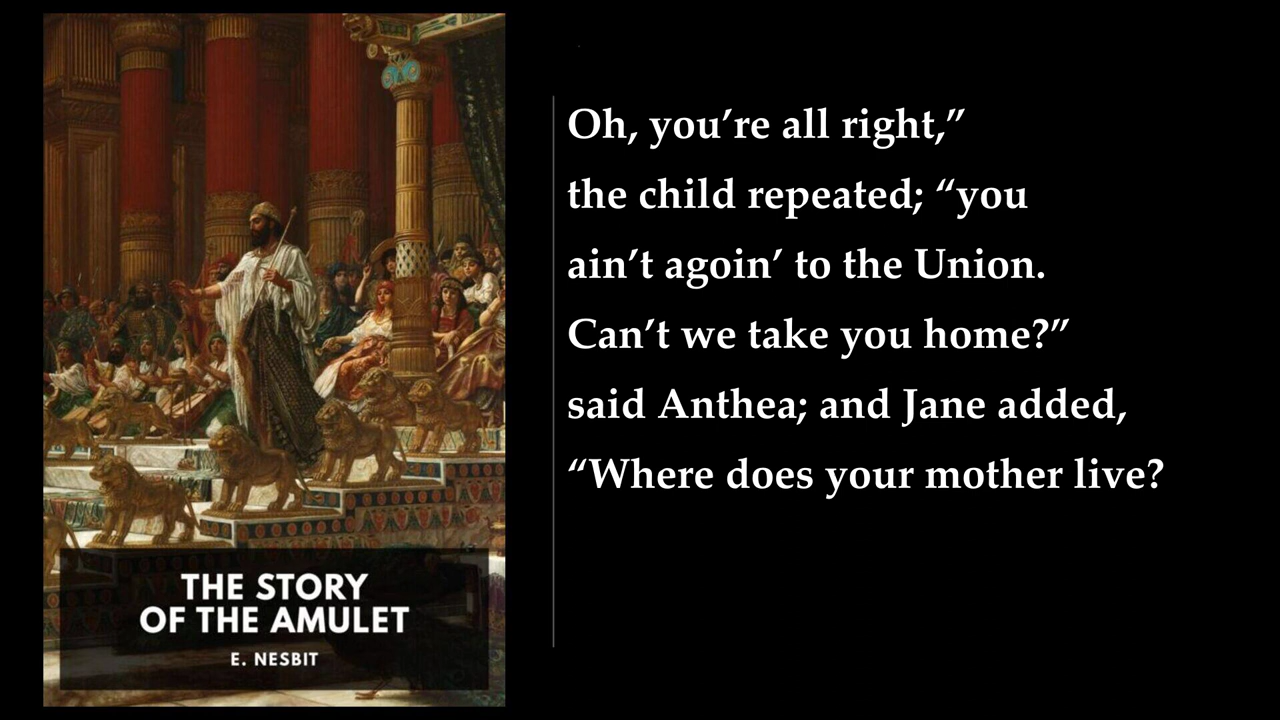 Oh, you’re all right,”
the child repeated; “you
ain’t agoin’ to the Union.
Can’t we take you home?”
said Anthea; and Jane added,
“Where does your mother live?
THE STORY
OF THE AMULET
E. NESBIT